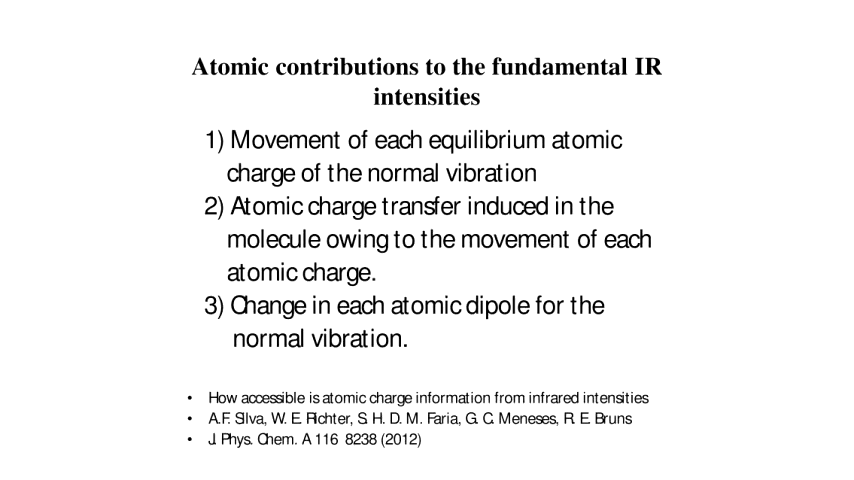 Atomic contributions to the fundamental IR
intensities
1) Movement of each equilibrium atomic
charge of the normal vibration
2) Atomic charge transfer induced in the
molecule owing to the movement of each
atomic charge.
3) Change in each atomic dipole for the
normal vibration.
• How accessible is atomic charge information from infrared intensities
• A.F. Silva, W. E. Richter, S. H. D. M. Faria, G. C. Meneses, R. E. Bruns
• J. Phys. Chem. A 116 8238 (2012)